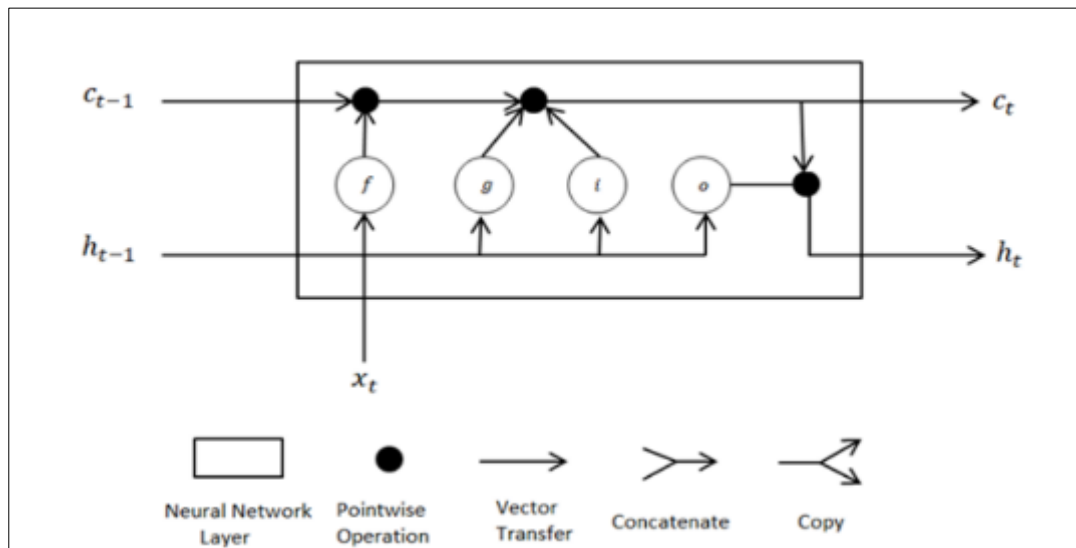 c_{t-1}
c_t
f g i o
h_{t-1}
h_t
x_t
Neural Network Layer
Pointwise Operation
Vector Transfer
Concatenate
Copy